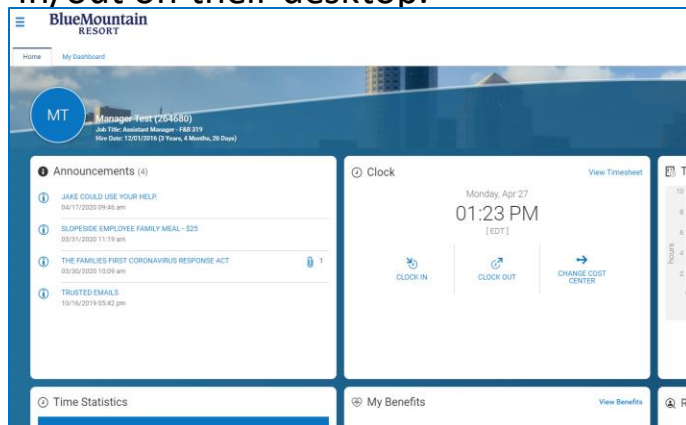 in/out on their desktop.
BlueMountain
RESORT
Home My Dashboard
MT
Manager Test (264680)
Job Title: Assistant Manager - F&B 319
Hire Date: 12/01/2016 (3 Years, 4 Months, 26 Days)
Announcements (4)
JAKE COULD USE YOUR HELP.
04/17/2020 09:46 am
SLOPESIDE EMPLOYEE FAMILY MEAL - $25
03/31/2020 11:19 am
THE FAMILIES FIRST CORONAVIRUS RESPONSE ACT 1
03/30/2020 10:09 am
TRUSTED EMAILS
10/16/2019 05:42 pm
Clock View Timesheet
Monday, Apr 27
01:23 PM
[ EDT ]
CLOCK IN CLOCK OUT CHANGE COST
CENTER
T
10
8
6
4
2
hours
Time Statistics
My Benefits View Benefits
R